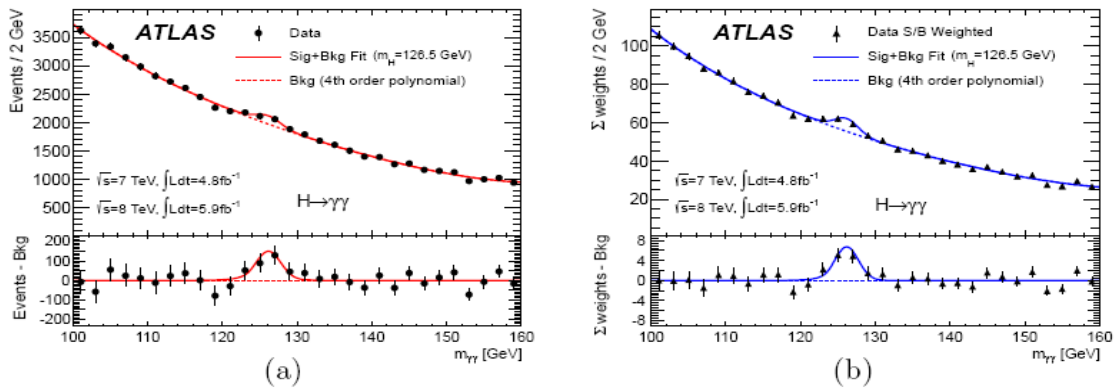 Events / 2 GeV
3500
3000
2500
2000
1500
1000
ATLAS
Data
Sig+Bkg Fit (mH=126.5 GeV)
Bkg (4th order polynomial)
√s=7 TeV, ∫Ldt=4.8fb⁻¹
√s=8 TeV, ∫Ldt=5.9fb⁻¹
H→γγ
Events - Bkg
200
100
0
-100
-200
100 110 120 130 140 150 160
mγγ [GeV]
(a)
Σ weights / 2 GeV
100
80
60
40
20
ATLAS
Data S/B Weighted
Sig+Bkg Fit (mH=126.5 GeV)
Bkg (4th order polynomial)
√s=7 TeV, ∫Ldt=4.8fb⁻¹
√s=8 TeV, ∫Ldt=5.9fb⁻¹
H→γγ
Σ weights - Bkg
8
4
0
-4
-8
100 110 120 130 140 150 160
mγγ [GeV]
(b)